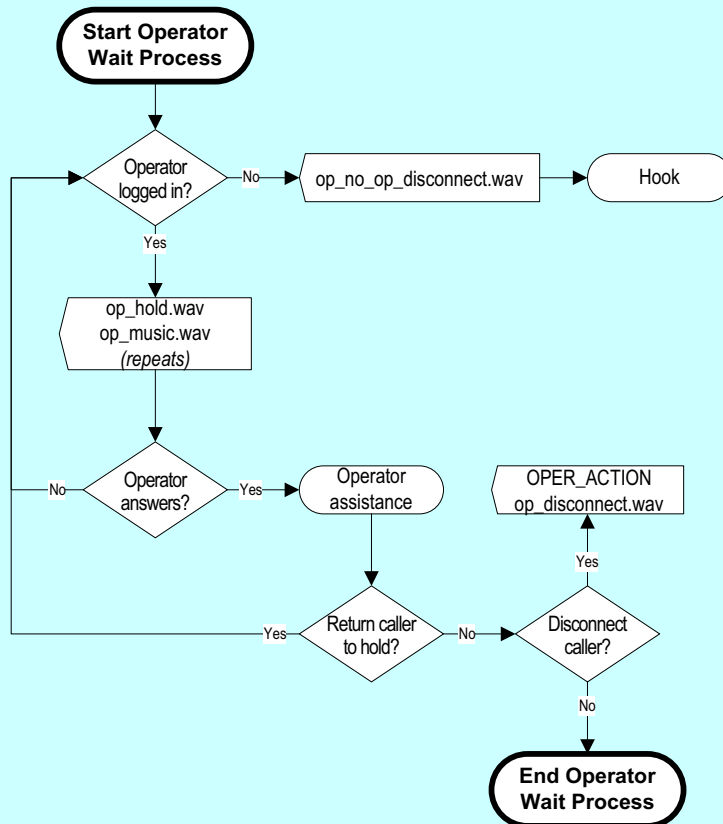 Start Operator
Wait Process
Operator
logged in?
No
op_no_op_disconnect.wav
Hook
Yes
op_hold.wav
op_music.wav
(repeats)
Operator
answers?
No
Yes
Operator
assistance
OPER_ACTION
op_disconnect.wav
Yes
Return caller
to hold?
Yes
No
Disconnect
caller?
No
End Operator
Wait Process